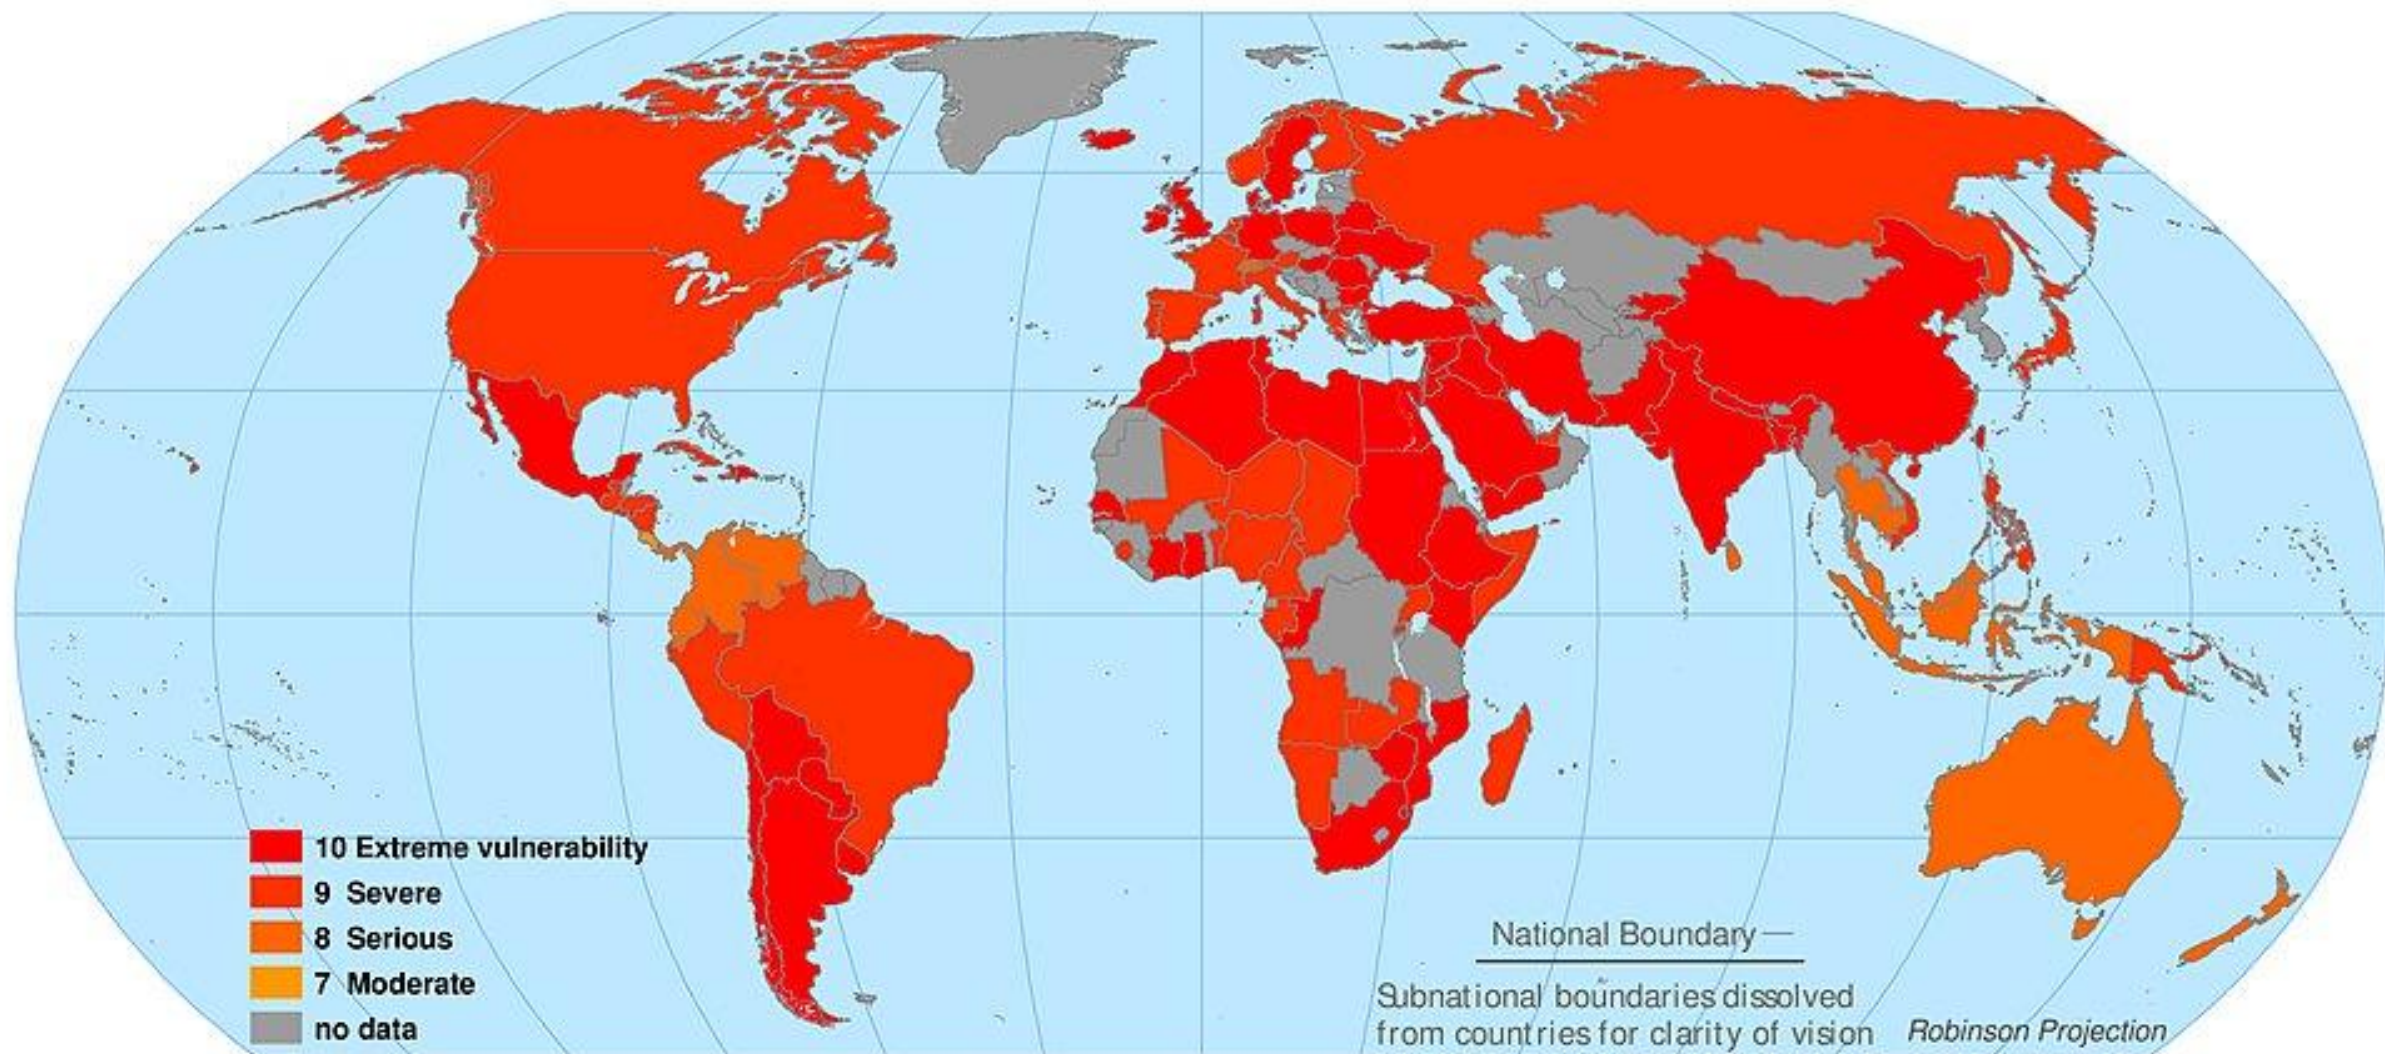 10 Extreme vulnerability
9 Severe
8 Serious
7 Moderate
no data
National Boundary
Subnational boundaries dissolved
from countries for clarity of vision
Robinson Projection